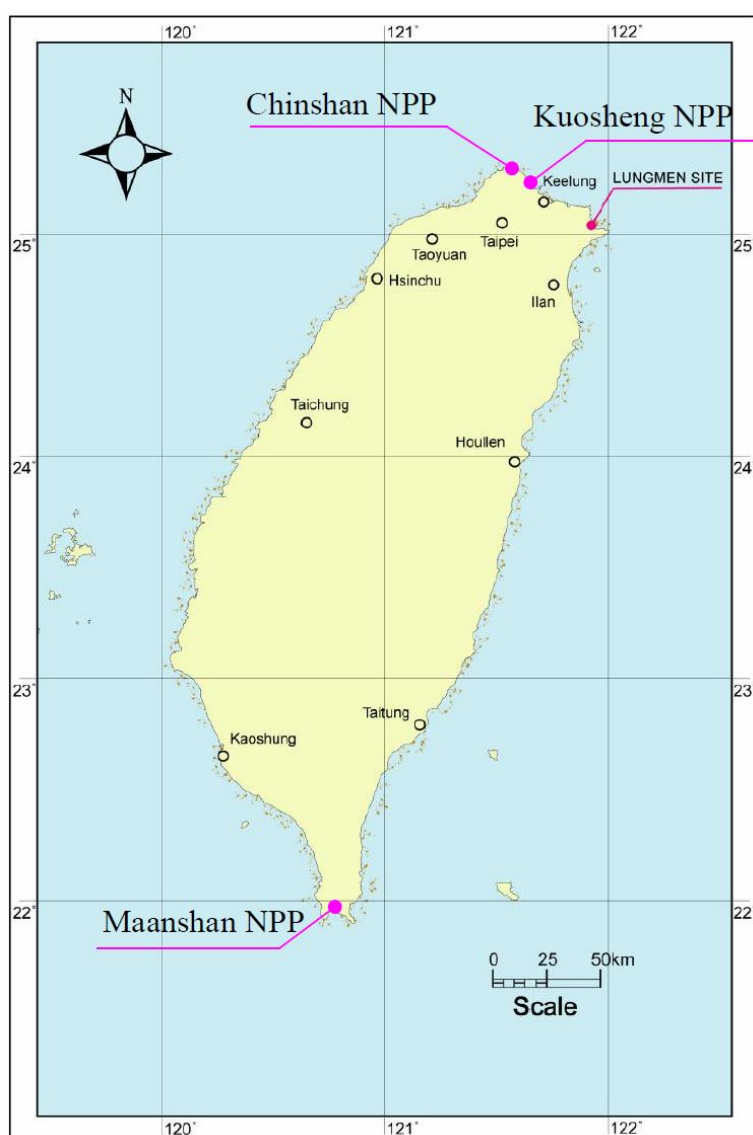 120°
121°
122°
N
Chinshan NPP
Kuosheng NPP
Keelung
LUNGMEN SITE
25°
Taipei
25
Taoyuan
Hsinchu
Ilan
Taichung
Houllen
24°
24
23°
23
Taitung
Kaoshung
22°
22
Maanshan NPP
0 25 50km
Scale
120°
121°
122°